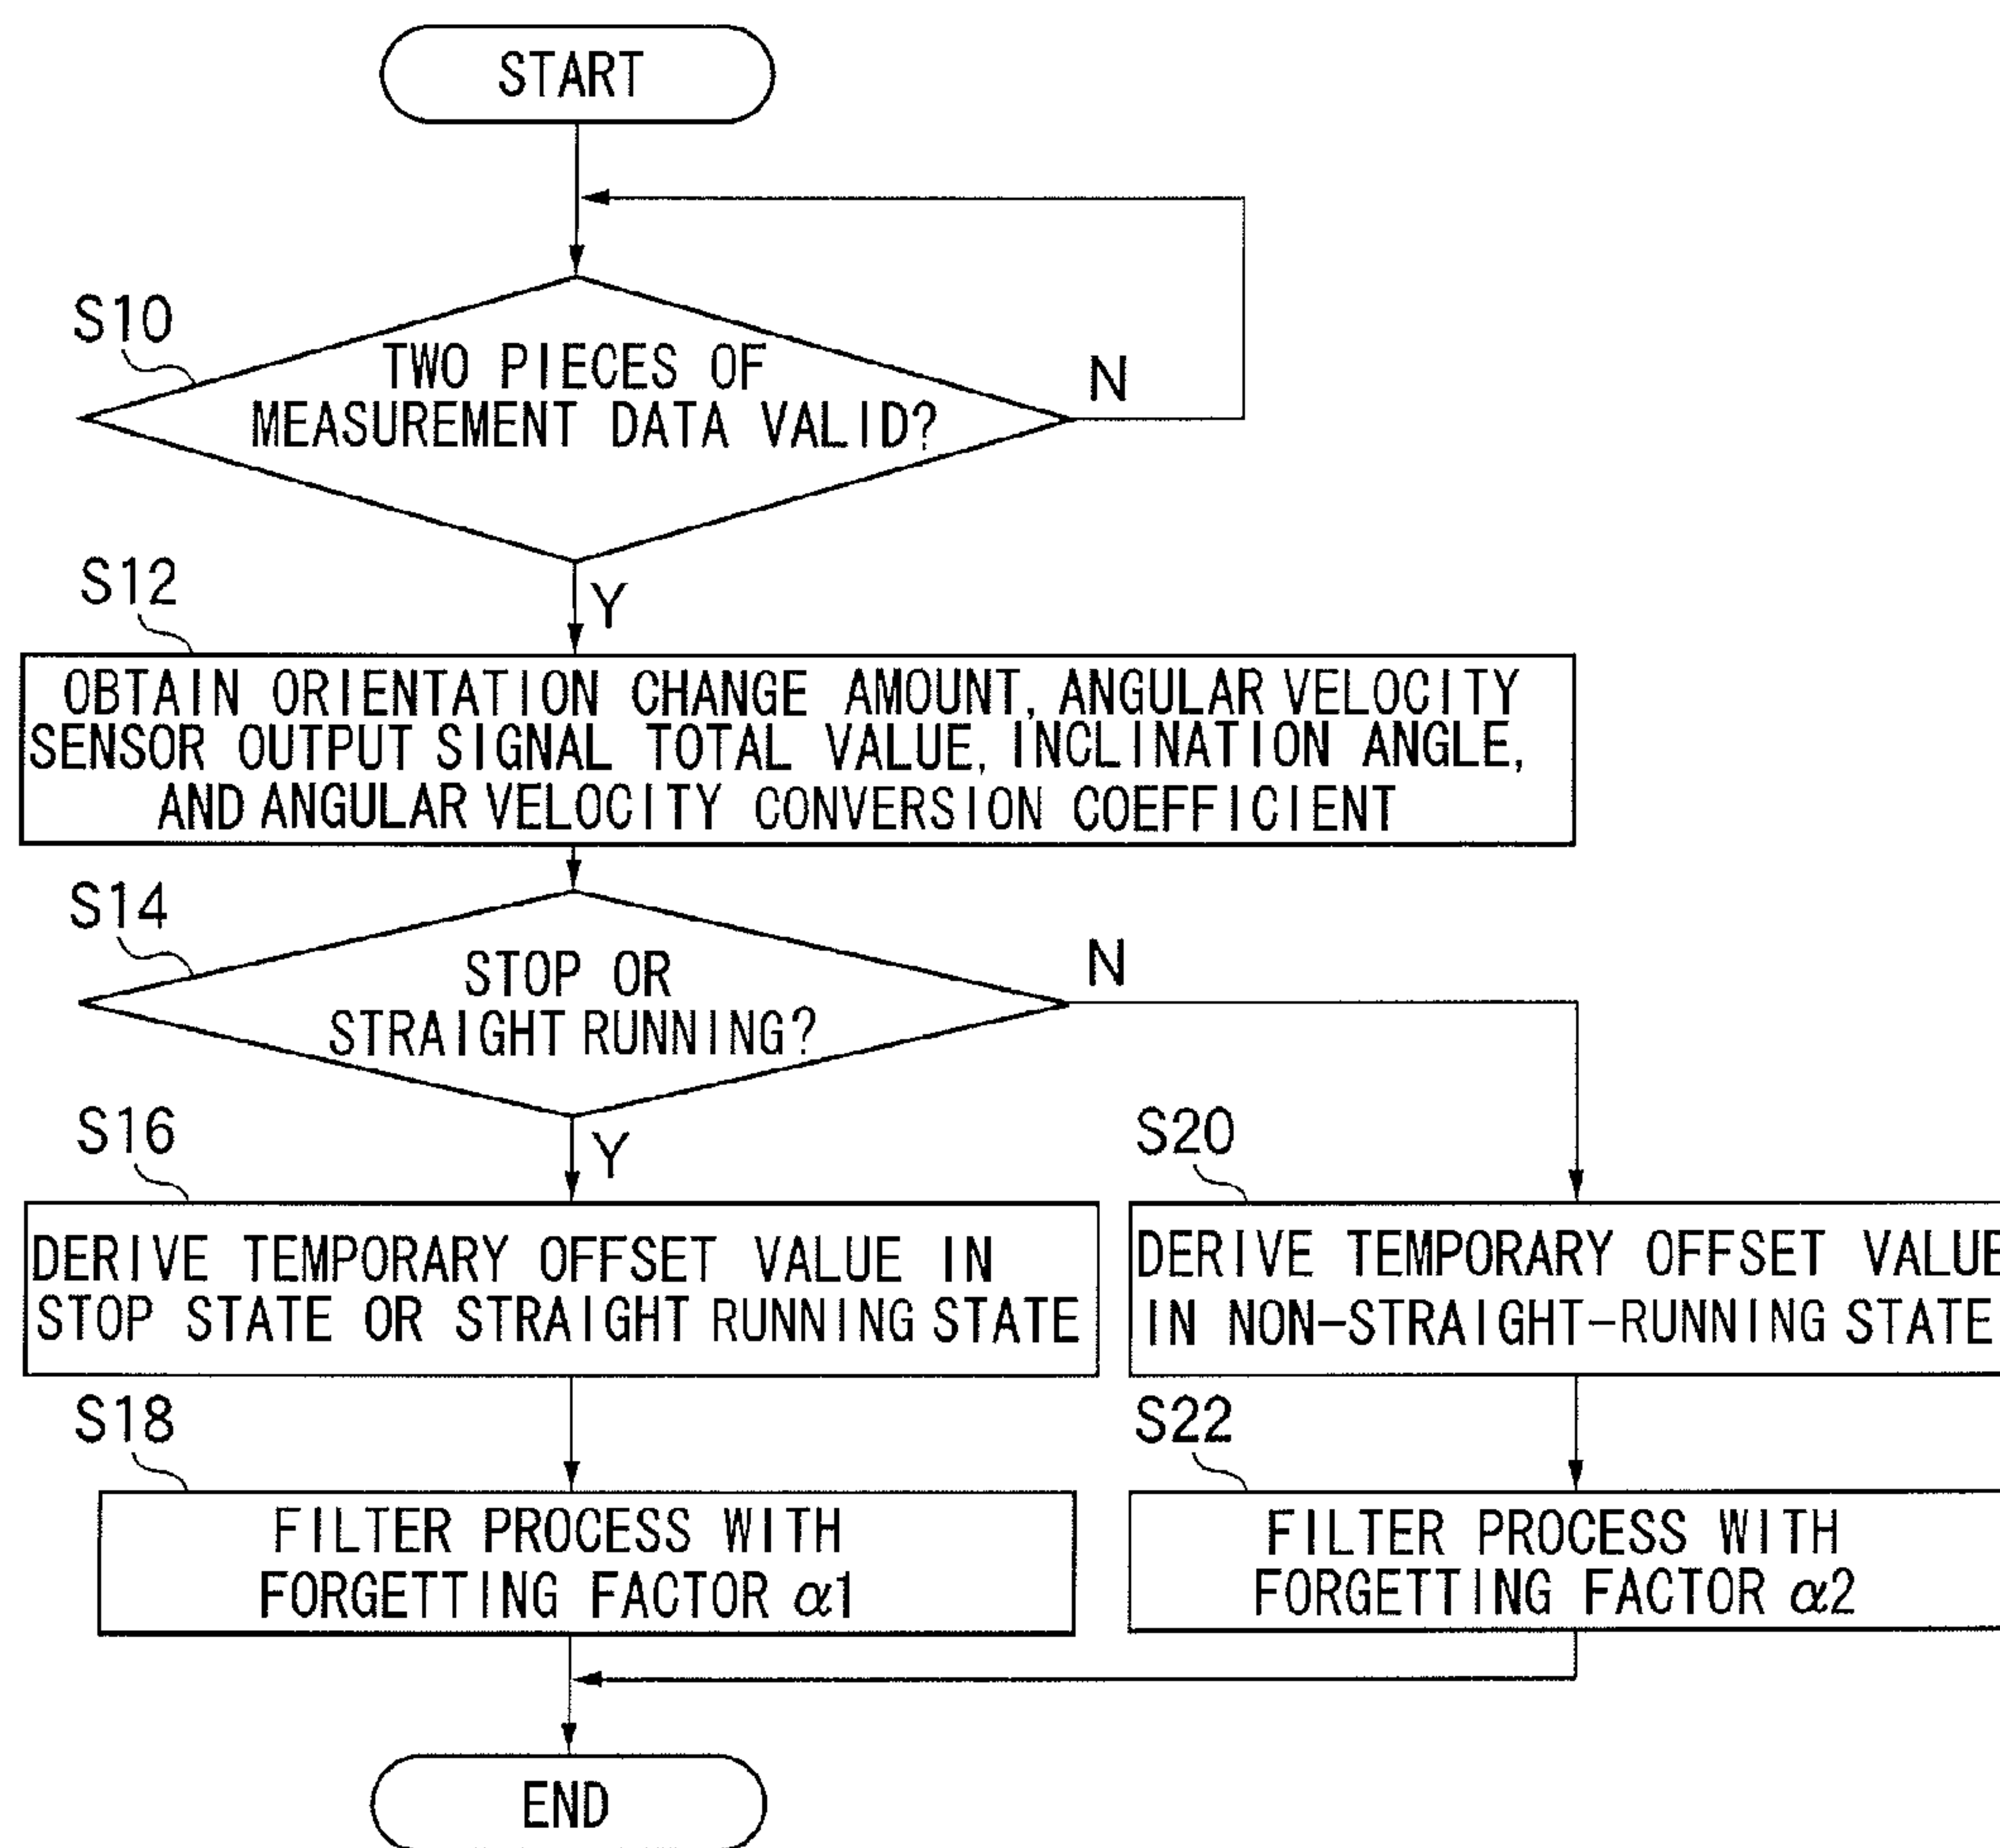 START
S10
TWO PIECES OF
MEASUREMENT DATA VALID?
N
Y
S12
OBTAIN ORIENTATION CHANGE AMOUNT, ANGULAR VELOCITY
SENSOR OUTPUT SIGNAL TOTAL VALUE, INCLINATION ANGLE,
AND ANGULAR VELOCITY CONVERSION COEFFICIENT
S14
STOP OR
STRAIGHT RUNNING?
N
Y
S16
DERIVE TEMPORARY OFFSET VALUE IN
STOP STATE OR STRAIGHT RUNNING STATE
S20
DERIVE TEMPORARY OFFSET VALUE
IN NON-STRAIGHT-RUNNING STATE
S18
FILTER PROCESS WITH
FORGETTING FACTOR α1
S22
FILTER PROCESS WITH
FORGETTING FACTOR α2
END